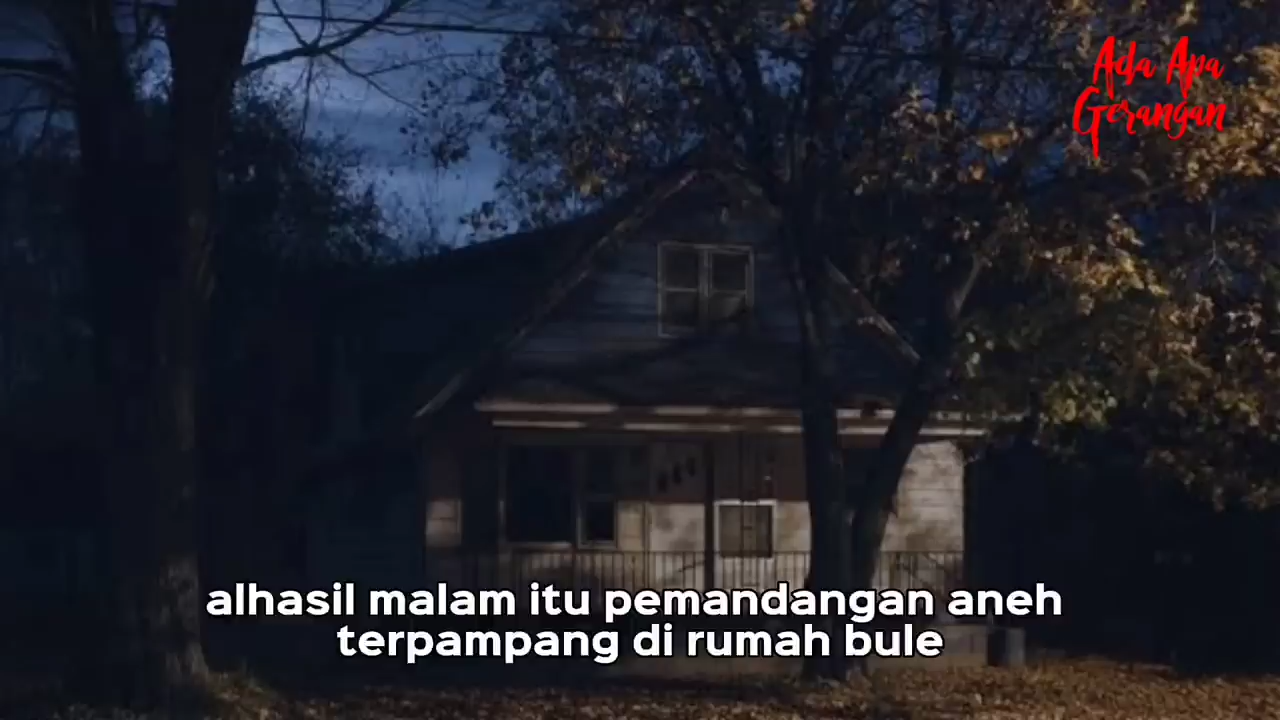 Ada Apa
Gerangan
alhasil malam itu pemandangan aneh
terpampang di rumah bule